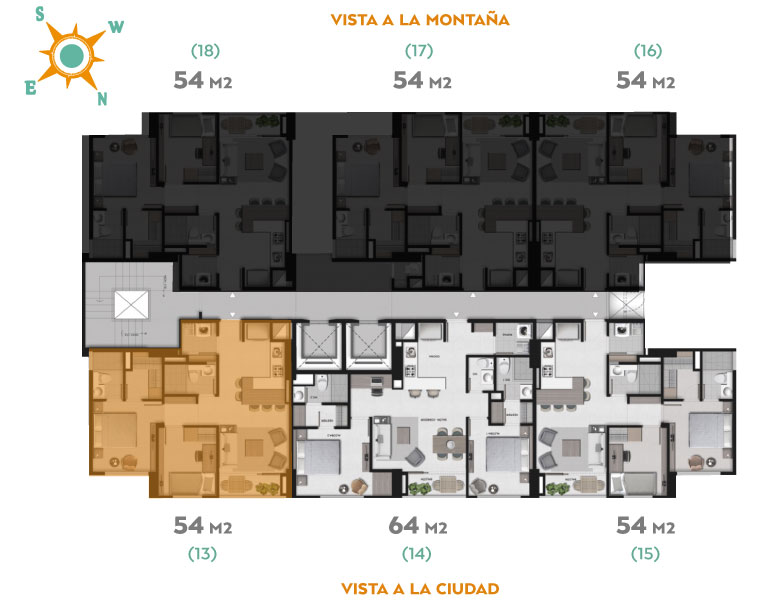 S
W
E
N
VISTA A LA MONTAÑA
(18)
(17)
(16)
54 M2
54 M2
54 M2
54 M2
64 M2
54 M2
(13)
(14)
(15)
VISTA A LA CIUDAD